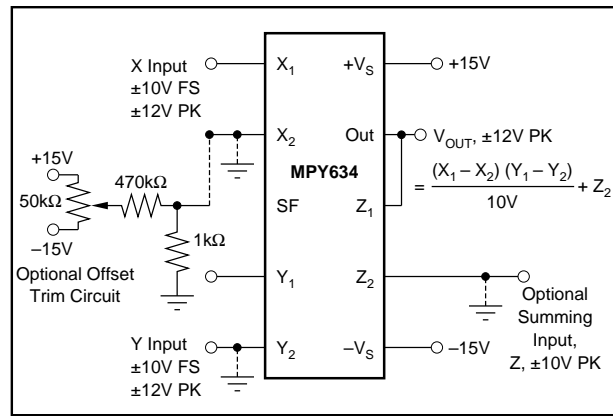 X Input
±10V FS
±12V PK
+15V
50kΩ
–15V
470kΩ
1kΩ
Optional Offset
Trim Circuit
Y Input
±10V FS
±12V PK
X1
X2
MPY634
SF
Y1
Y2
+VS
Out
Z1
Z2
–VS
+15V
VOUT, ±12V PK
= (X1 – X2) (Y1 – Y2) / 10V + Z2
Optional
Summing
Input,
Z, ±10V PK
–15V